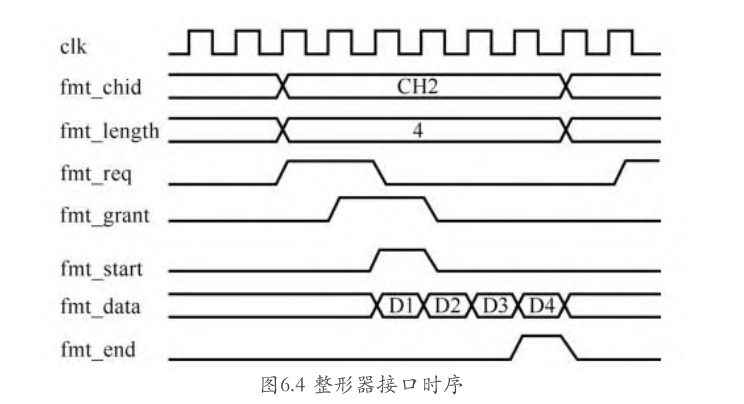 clk
fmt_chid CH2
fmt_length 4
fmt_req
fmt_grant
fmt_start
fmt_data D1 D2 D3 D4
fmt_end
图6.4 整形器接口时序